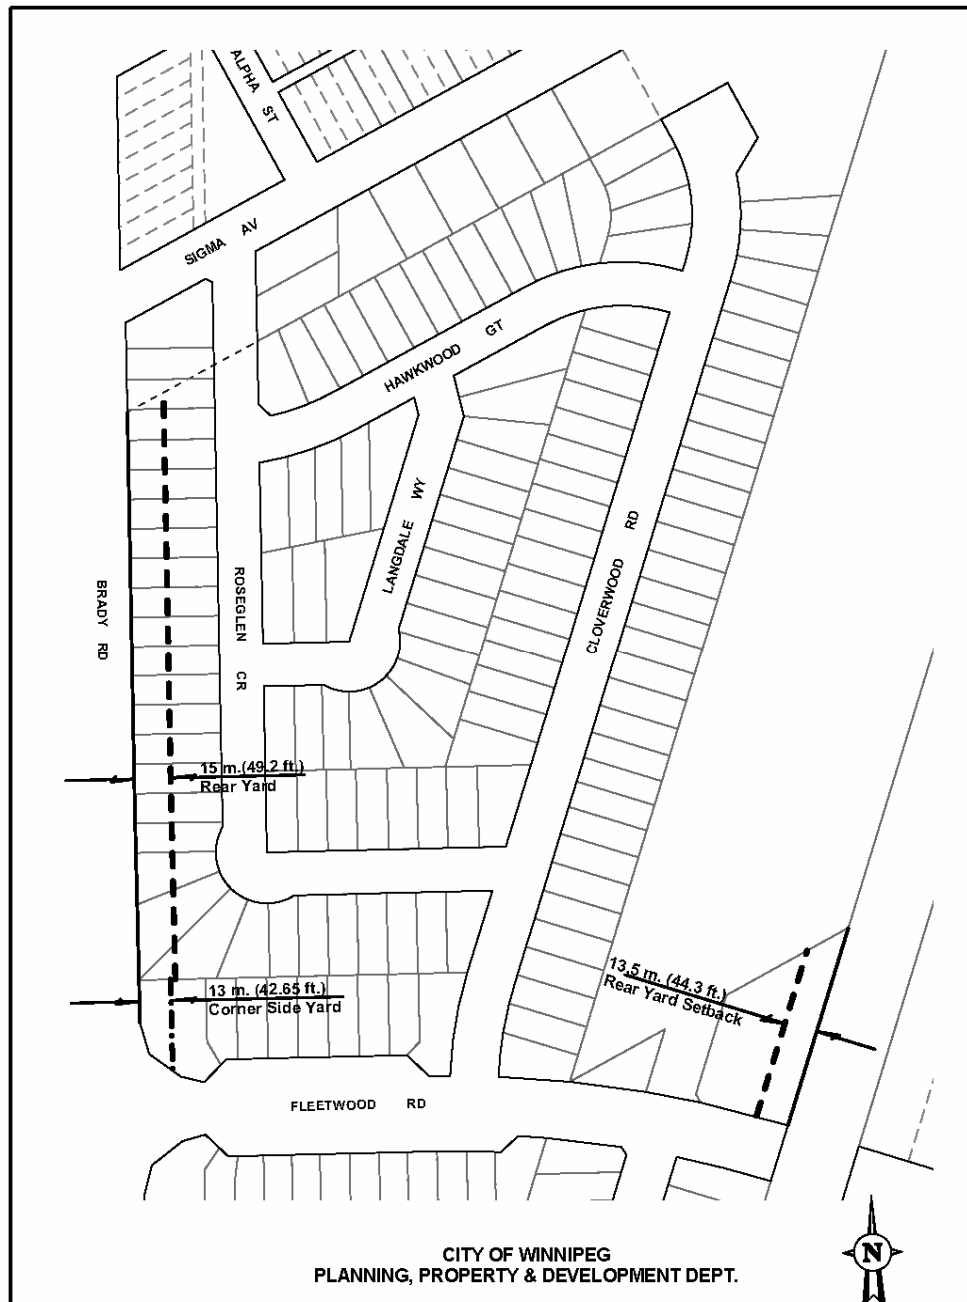 ALPHA ST
SIGMA AV
HAWKWOOD GT
LANGDALE WY
CLOVERWOOD RD
BRADY RD
ROSEGLEN CR
15 m.(49.2 ft.)
Rear Yard
13.5 m. (44.3 ft.)
Rear Yard Setback
13 m. (42.65 ft.)
Corner Side Yard
FLEETWOOD RD
N
CITY OF WINNIPEG
PLANNING, PROPERTY & DEVELOPMENT DEPT.